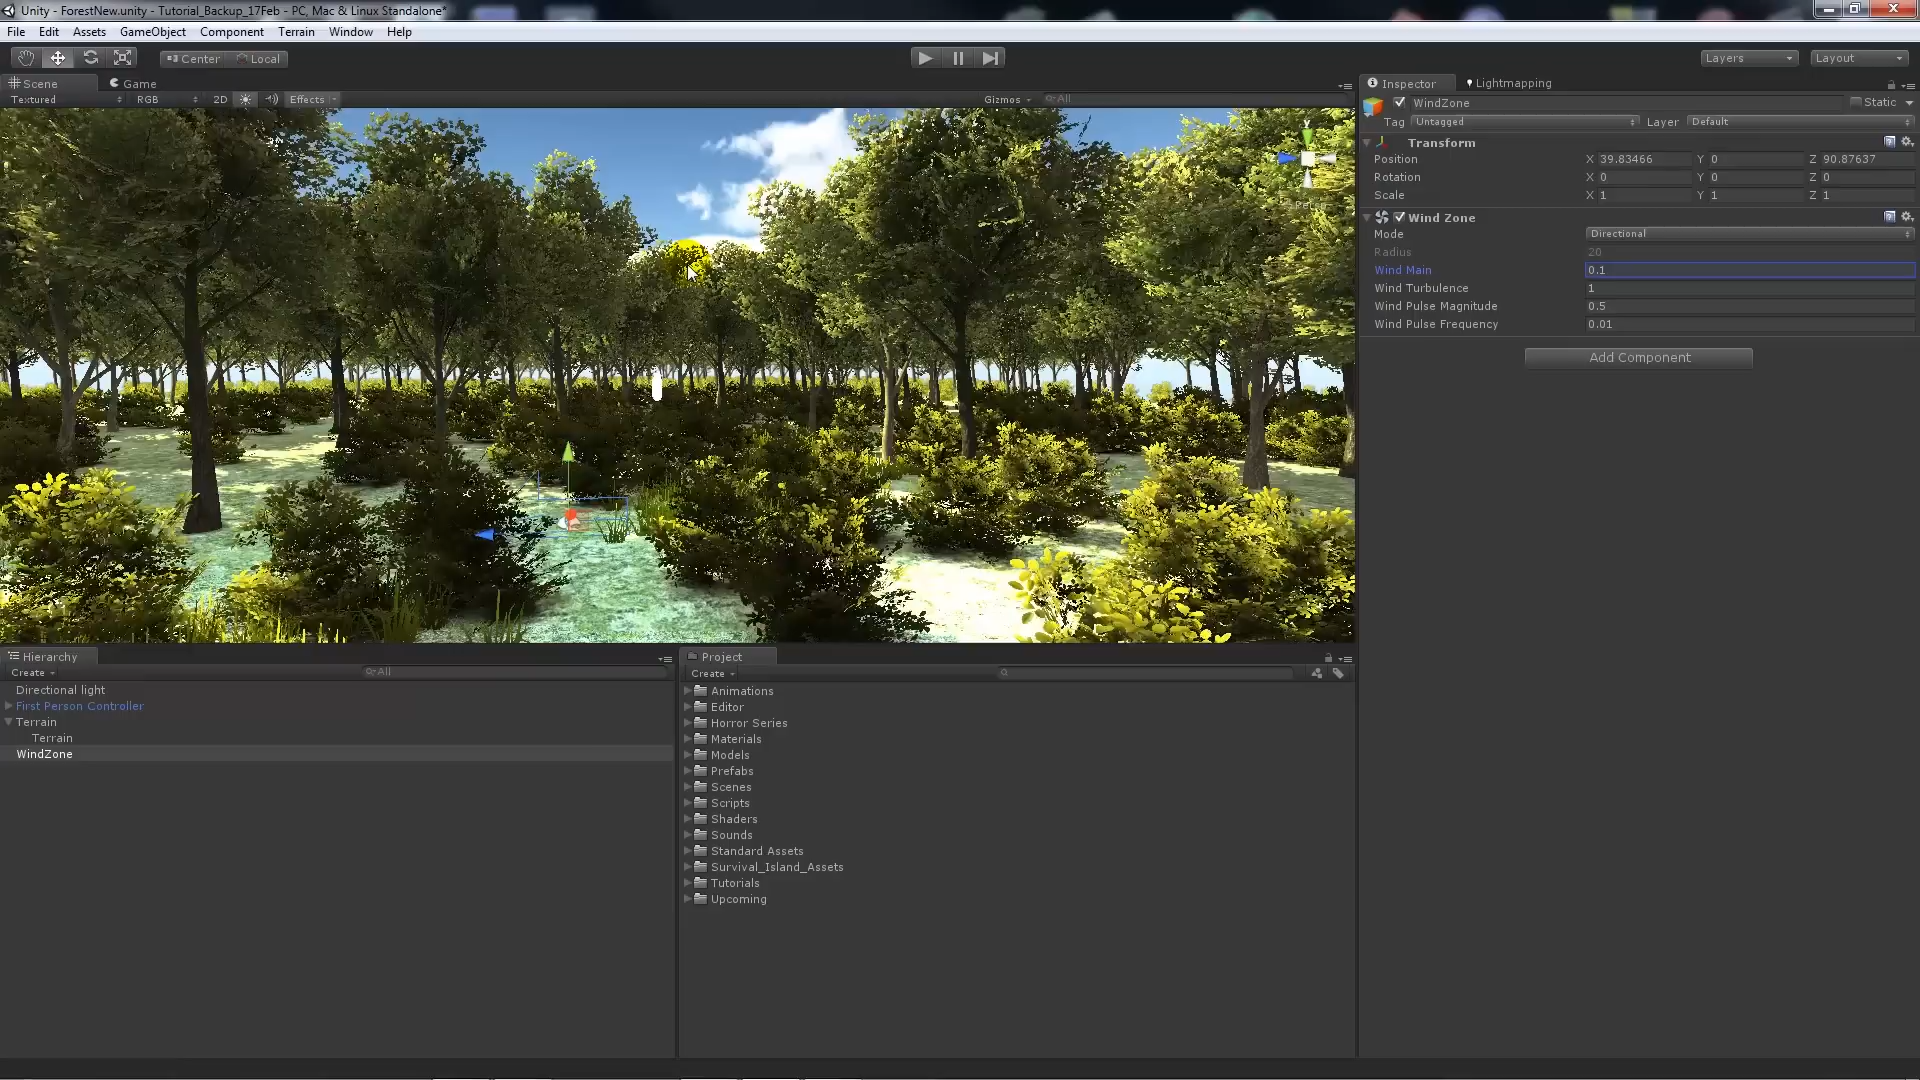 Unity - ForestNew.unity - Tutorial_Backup_17Feb - PC, Mac & Linux Standalone*
File Edit Assets GameObject Component Terrain Window Help
Center Local Layers Layout
Scene Game
Textured RGB 2D Effects Gizmos All
y
Persp
Inspector Lightmapping
WindZone Static
Tag Untagged Layer Default
Transform
Position X 39.83466 Y 0 Z 90.87637
Rotation X 0 Y 0 Z 0
Scale X 1 Y 1 Z 1
Wind Zone
Mode Directional
Radius 20
Wind Main 0.1
Wind Turbulence 1
Wind Pulse Magnitude 0.5
Wind Pulse Frequency 0.01
Add Component
Hierarchy
Create All
Directional light
First Person Controller
Terrain
Terrain
WindZone
Project
Create
Animations
Editor
Horror Series
Materials
Models
Prefabs
Scenes
Scripts
Shaders
Sounds
Standard Assets
Survival_Island_Assets
Tutorials
Upcoming